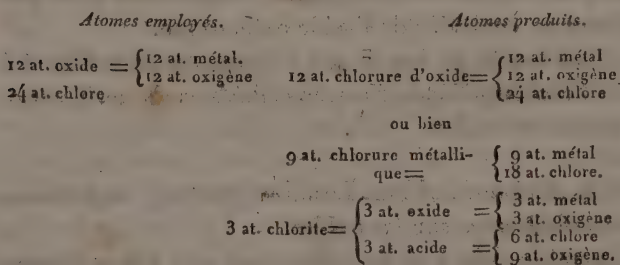 Atomes employés. Atomes produits.
12 at. oxide = { 12 at. métal. 12 at. chlorure d'oxide= { 12 at. métal
12 at. oxigène 12 at. oxigène
24 at. chlore 24 at. chlore
ou bien
9 at. chlorure métalli- { 9 at. métal
que= 18 at. chlore.
3 at. chlorite= { 3 at. oxide = { 3 at. métal
3 at. oxigène
3 at. acide = { 6 at. chlore
9 at. oxigène.